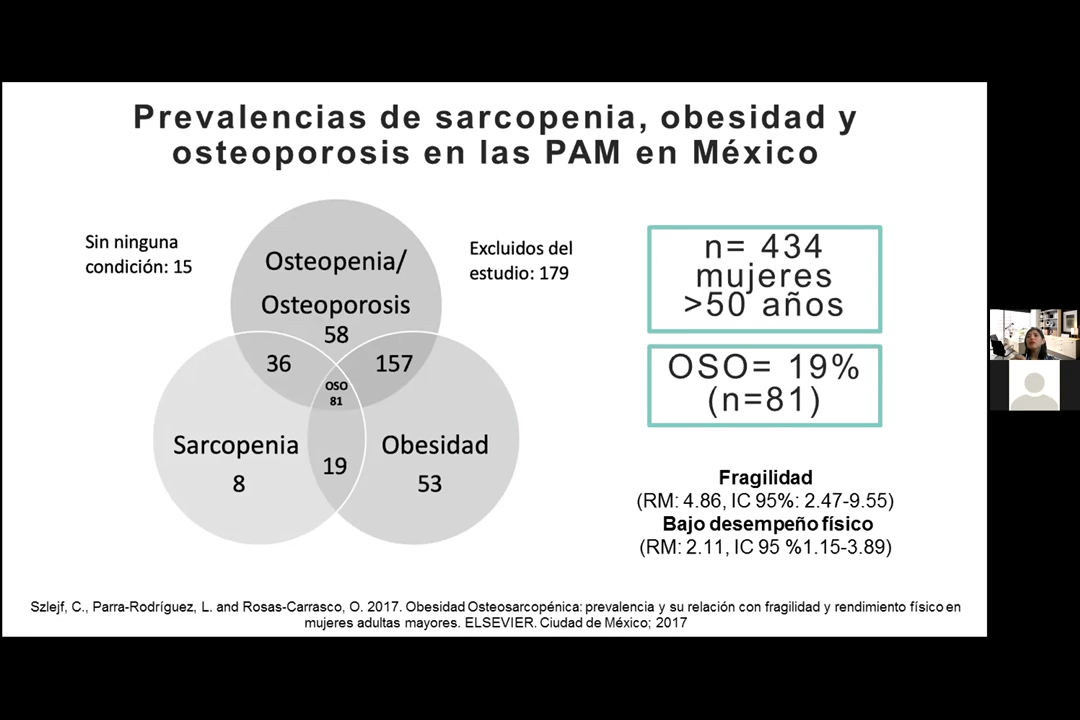 Prevalencias de sarcopenia, obesidad y
osteoporosis en las PAM en México
Sin ninguna
condición: 15
Excluidos del
estudio: 179
Osteopenia/
Osteoporosis
58
36
157
OSO
81
Sarcopenia
8
19
Obesidad
53
n= 434
mujeres
>50 años
OSO= 19%
(n=81)
Fragilidad
(RM: 4.86, IC 95%: 2.47-9.55)
Bajo desempeño físico
(RM: 2.11, IC 95 %1.15-3.89)
Szlejf, C., Parra-Rodríguez, L. and Rosas-Carrasco, O. 2017. Obesidad Osteosarcopénica: prevalencia y su relación con fragilidad y rendimiento físico en
mujeres adultas mayores. ELSEVIER. Ciudad de México; 2017